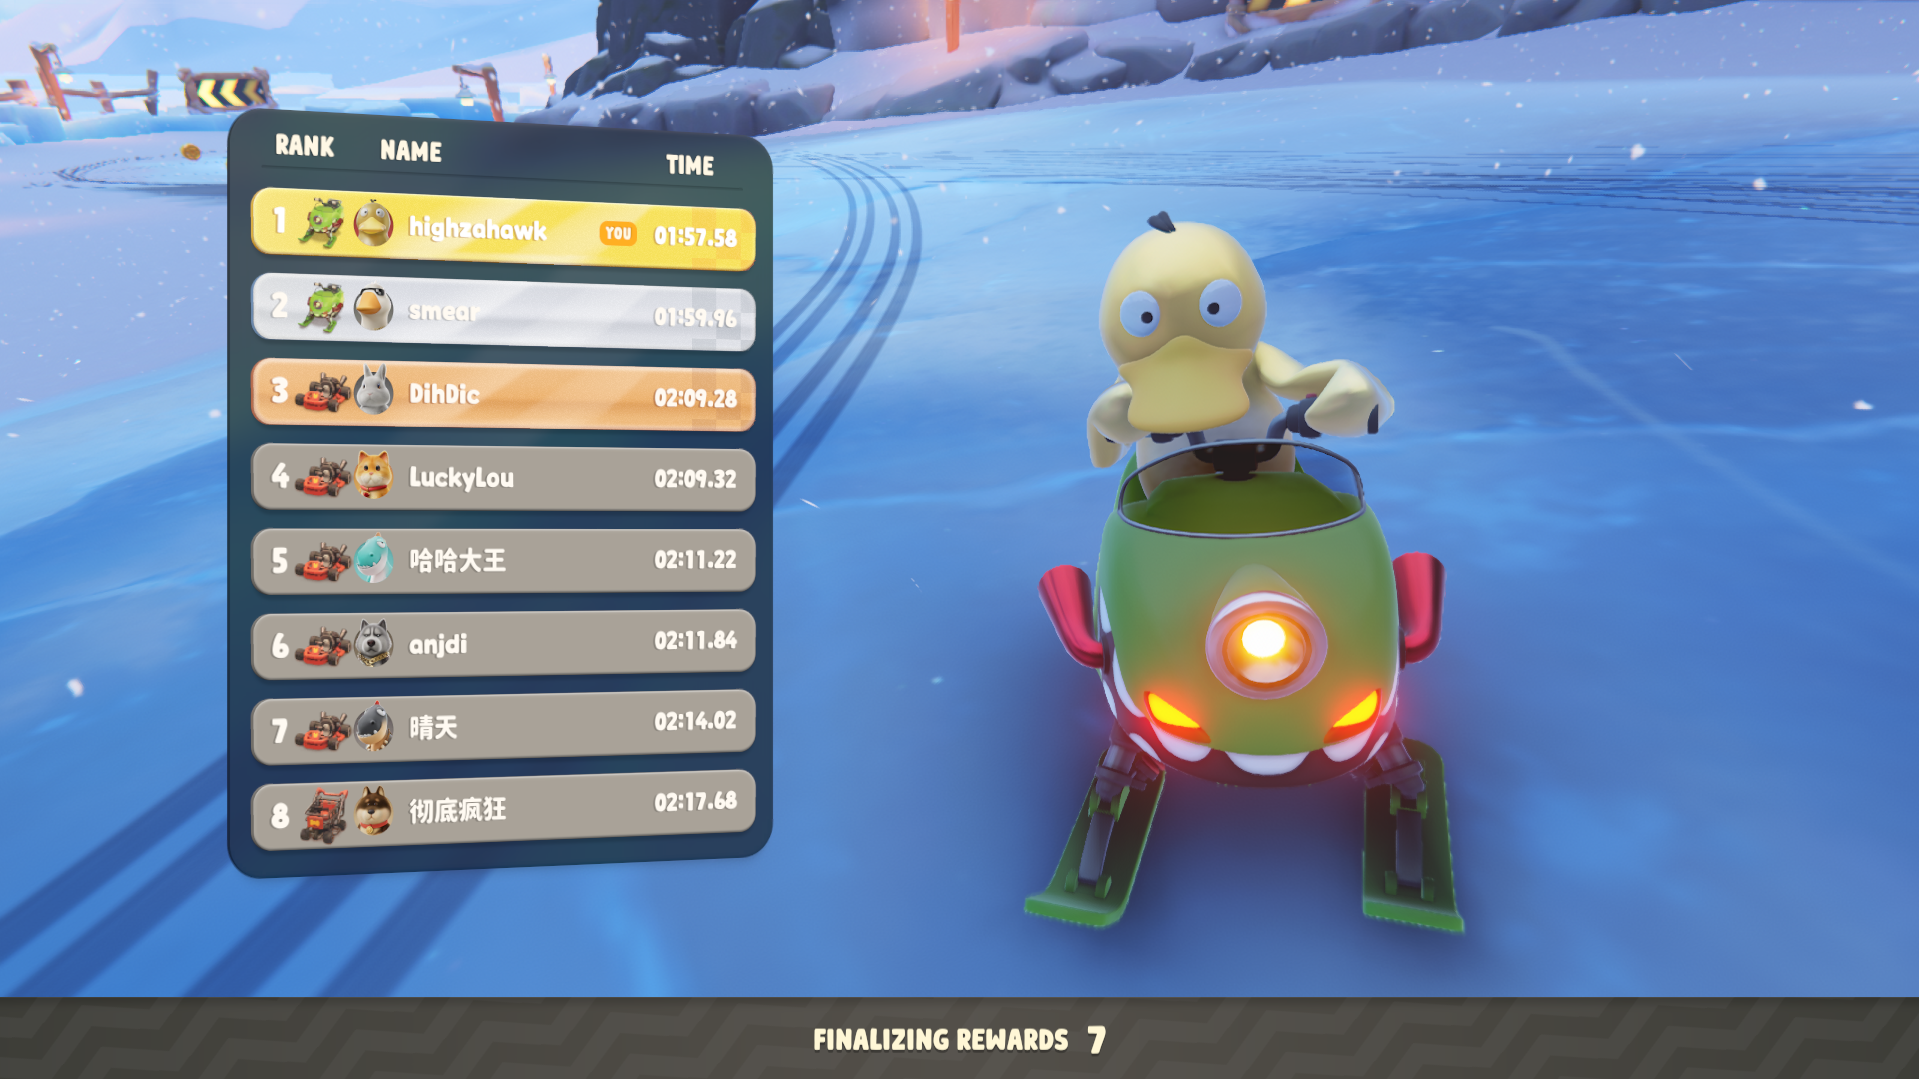 RANK NAME TIME
1 highzahawk YOU 01:57.58
2 smear 01:59.96
3 DihDic 02:09.28
4 LuckyLou 02:09.32
5 哈哈大王 02:11.22
6 anjdi 02:11.84
7 晴天 02:14.02
8 彻底疯狂 02:17.68
FINALIZING REWARDS 7